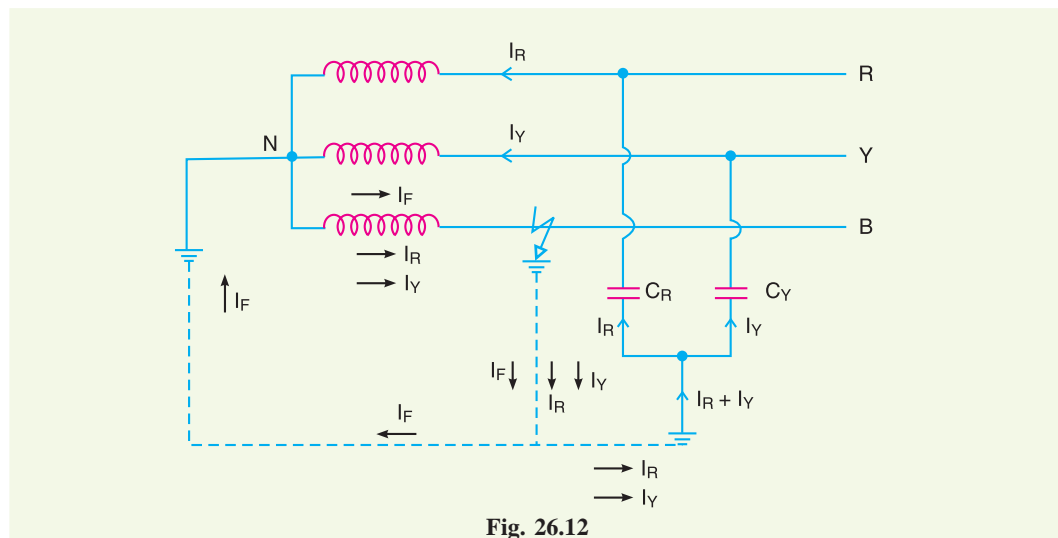 I_R
R
N
I_Y
Y
I_F
B
I_R
I_Y
I_F
C_R
C_Y
I_R
I_Y
I_F
I_R
I_Y
I_R + I_Y
I_F
I_R
I_Y
Fig. 26.12